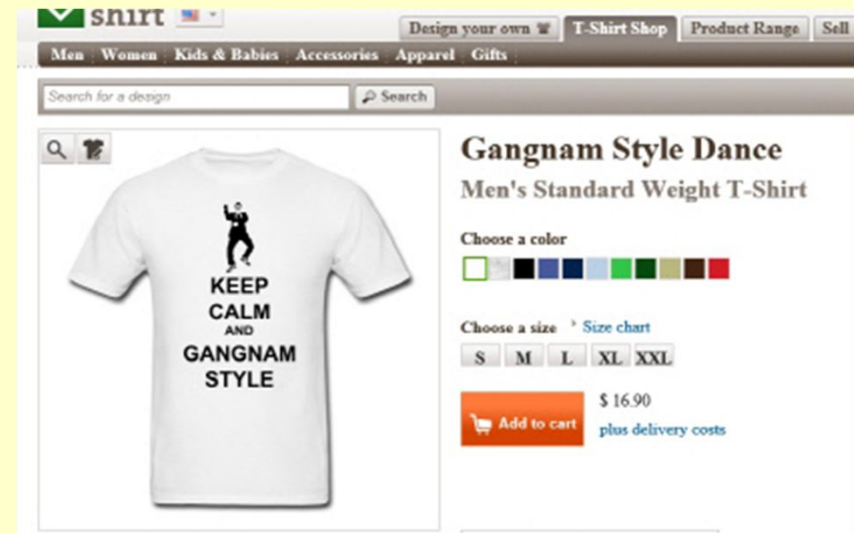 shirt
Design your own T-Shirt Shop Product Range Sell
Men Women Kids & Babies Accessories Apparel Gifts
Search for a design Search
Gangnam Style Dance
Men's Standard Weight T-Shirt
Choose a color
KEEP
CALM
AND
GANGNAM
STYLE
Choose a size Size chart
S M L XL XXL
Add to cart
$ 16.90
plus delivery costs